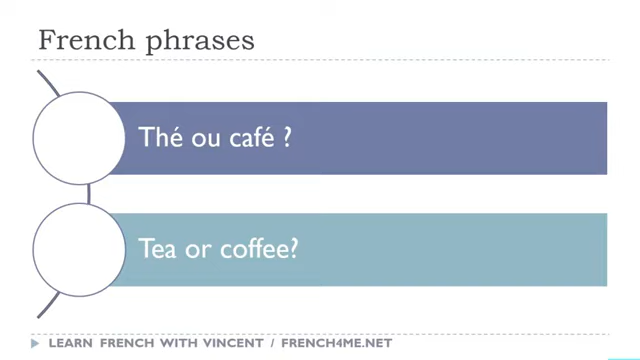 French phrases
Thé ou café ?
Tea or coffee?
LEARN FRENCH WITH VINCENT / FRENCH4ME.NET